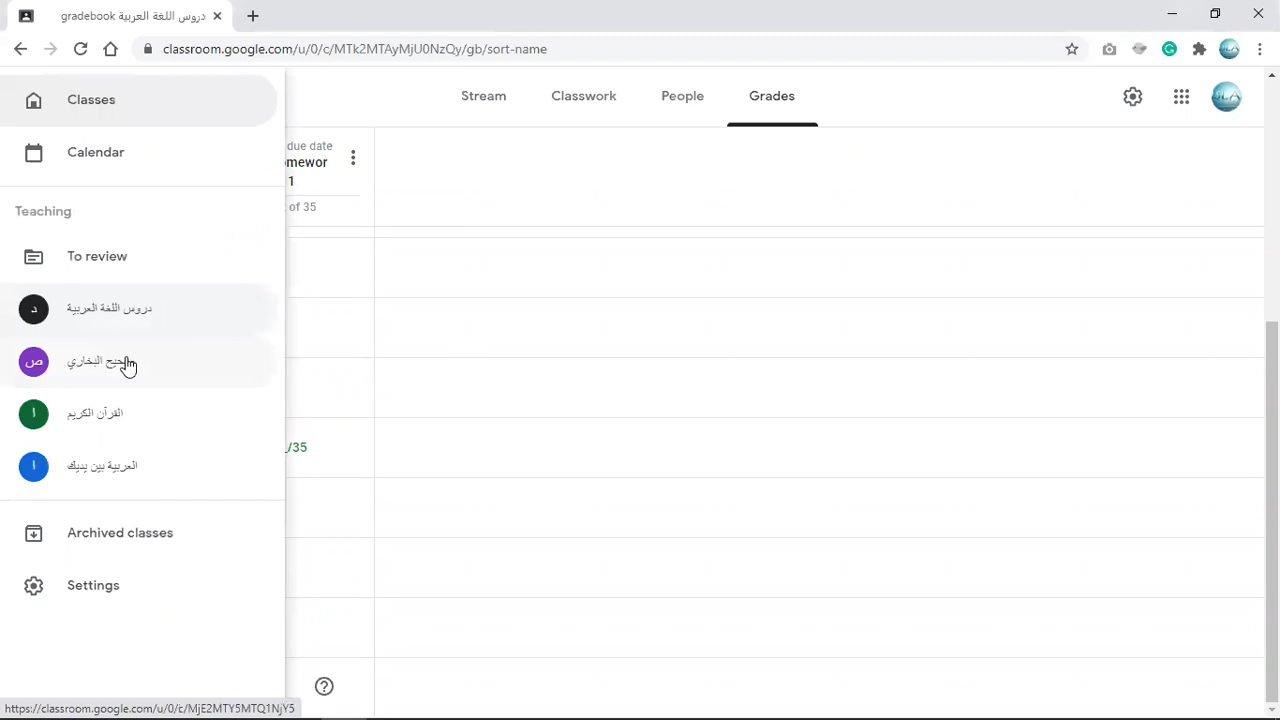 gradebook دروس اللغة العربية
classroom.google.com/u/0/c/MTk2MTAyMjU0NzQy/gb/sort-name
Classes
Stream
Classwork
People
Grades
Calendar
due date
omewor
1
of 35
Teaching
To review
د
دروس اللغة العربية
ص
البخاري
ا
القرآن الكريم
/35
ا
العربية بين يديك
Archived classes
Settings
https://classroom.google.com/u/0/c/MjE2MTY5MTQ1NjY5